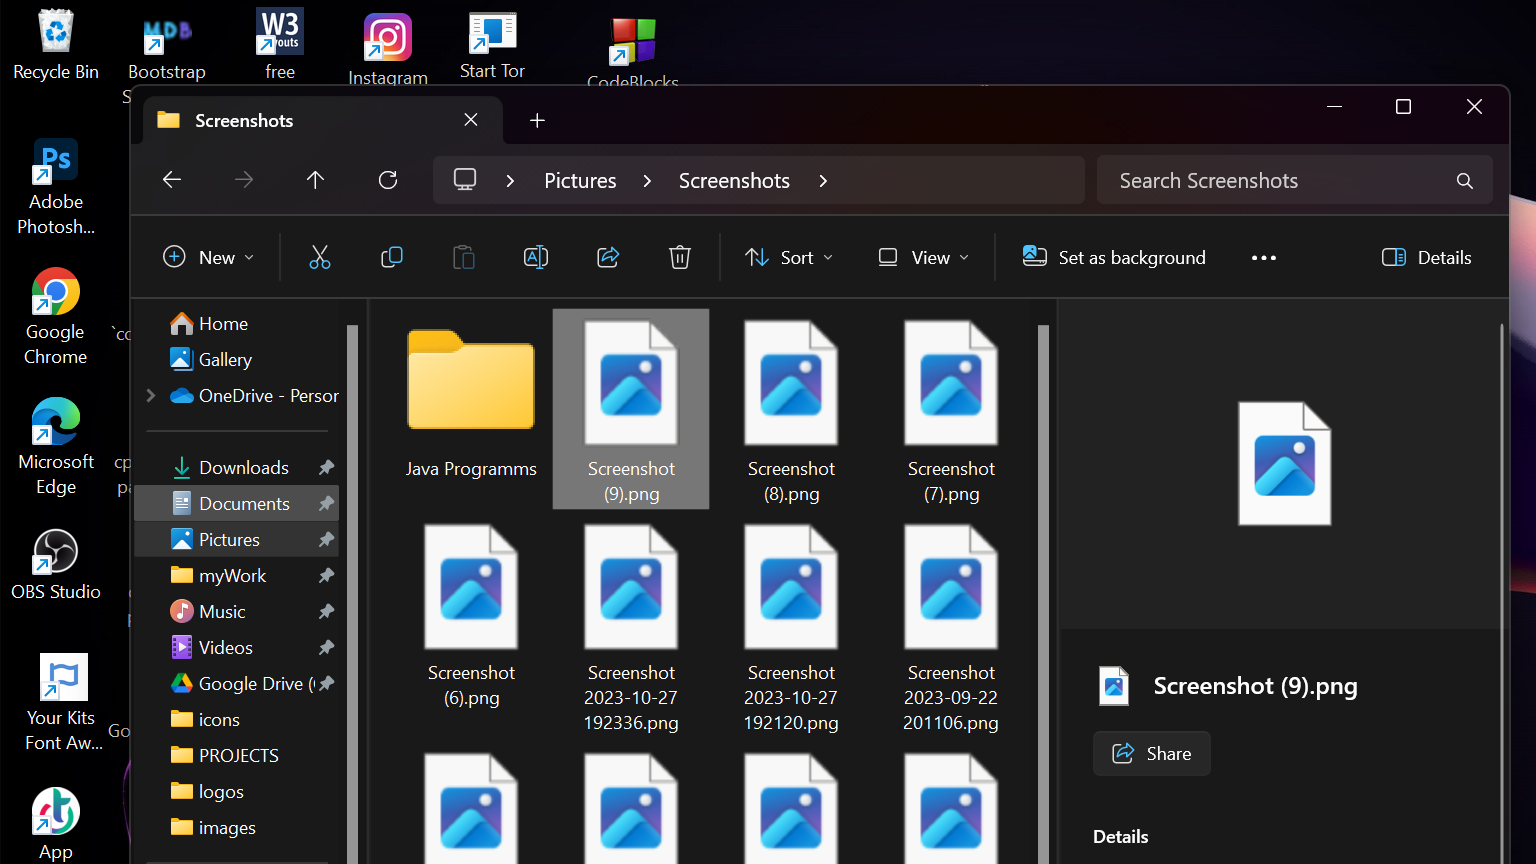 Recycle Bin
MDB
Bootstrap
W3
youts
free
Instagram
Start Tor
CodeBlocks
Ps
Adobe
Photosh...
Google
Chrome
Microsoft
Edge
OBS Studio
Your Kits
Font Aw...
App
Screenshots
Pictures
Screenshots
Search Screenshots
New
Sort
View
Set as background
Details
Home
Gallery
OneDrive - Persor
Downloads
Documents
Pictures
myWork
Music
Videos
Google Drive (
icons
PROJECTS
logos
images
Java Programms
Screenshot
(9).png
Screenshot
(8).png
Screenshot
(7).png
Screenshot
(6).png
Screenshot
2023-10-27
192336.png
Screenshot
2023-10-27
192120.png
Screenshot
2023-09-22
201106.png
Screenshot (9).png
Share
Details